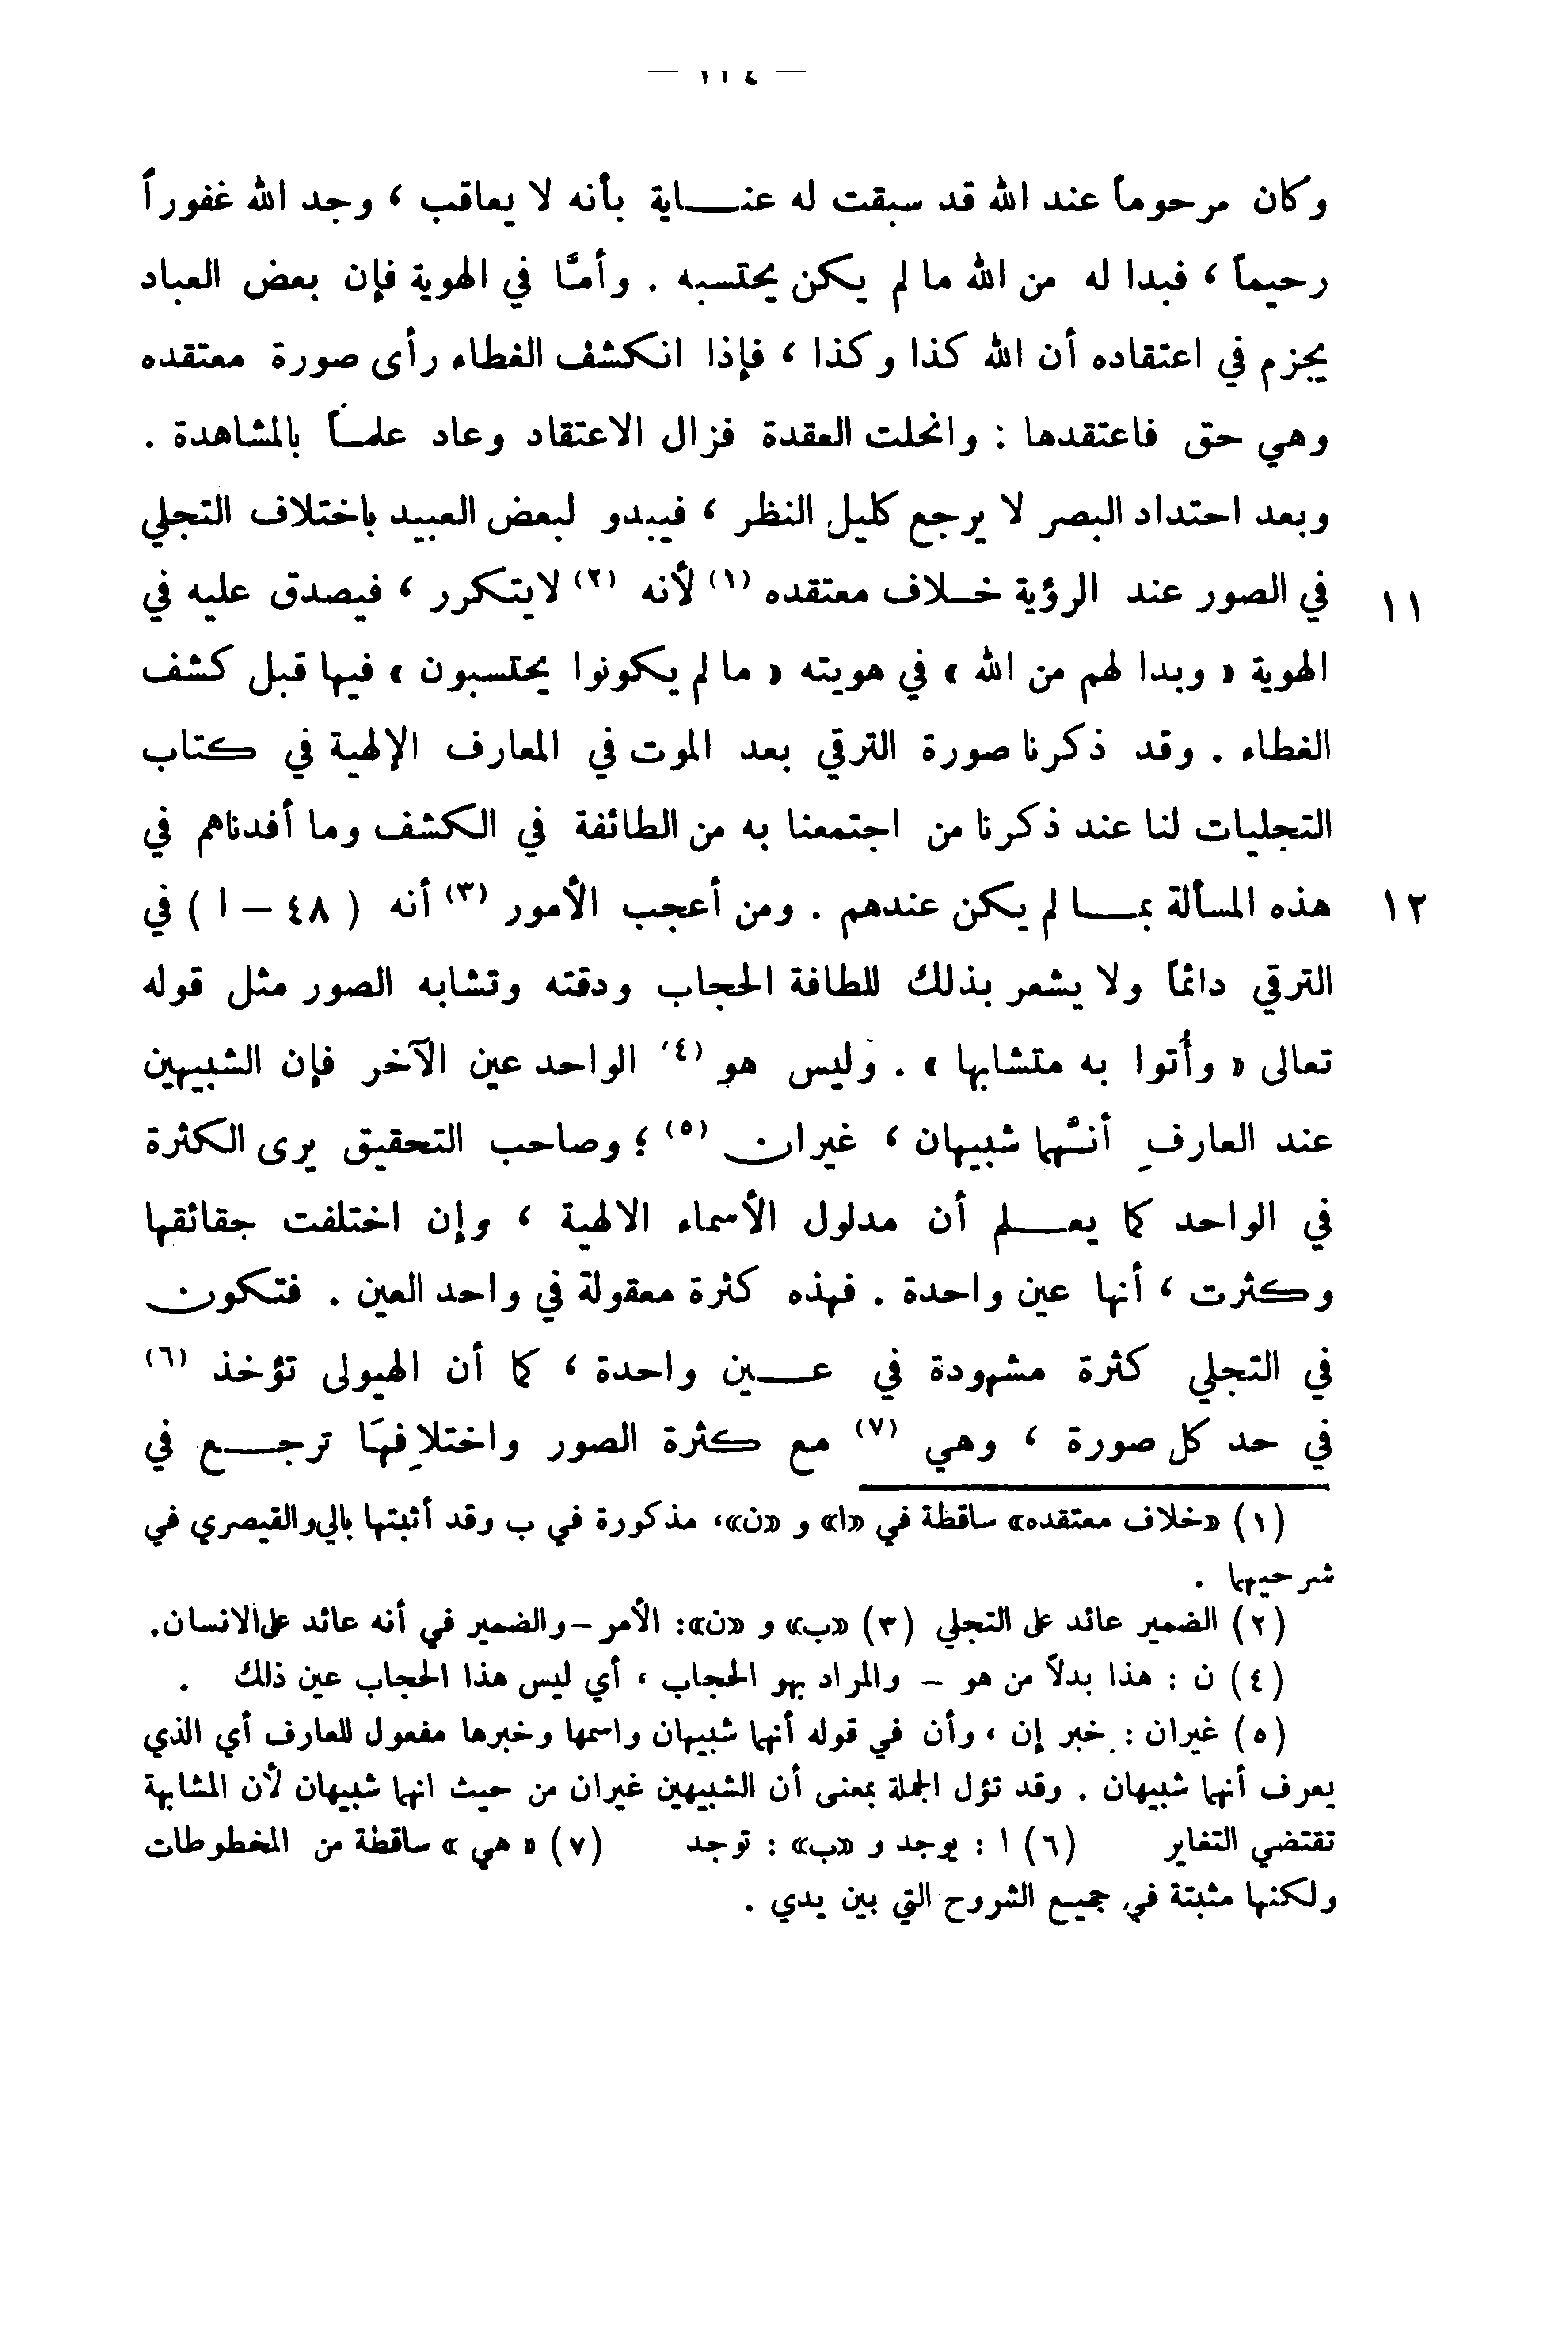 — ١٢٤ —
وكان مرحوماً عند الله قد سبقت له عناية بأنه لا يعاقب ، وجد الله غفوراً
رحيماً ، فبدا له من الله ما لم يكن يحتسبه . وأمَّا في الهوية فإن بعض العباد
يجزم في اعتقاده أن الله كذا وكذا ، فإذا انكشف الغطاء رأى صورة معتقده
وهي حق فاعتقدها : وانحلت العقدة فزال الاعتقاد وعاد علماً بالمشاهدة .
وبعد احتداد البصر لا يرجع كليل النظر ، فيبدو لبعض العبيد باختلاف التجلي
١١ في الصور عند الرؤية خلاف معتقده (١) لأنه (٢) لايتكرر ، فيصدق عليه في
الهوية « وبدا لهم من الله » في هويته « ما لم يكونوا يحتسبون » فيها قبل كشف
الغطاء . وقد ذكرنا صورة الترقي بعد الموت في المعارف الإلهية في كتاب
التجليات لنا عند ذكرنا من اجتمعنا به من الطائفة في الكشف وما أفدناهم في
١٢ هذه المسألة بما لم يكن عندهم . ومن أعجب الأمور (٣) أنه ( ٤٨ – ا ) في
الترقي دائماً ولا يشعر بذلك للطافة الحجاب ودقته وتشابه الصور مثل قوله
تعالى « وأُتوا به متشابها » . وليس هو (٤) الواحد عين الآخر فإن الشبيهين
عند العارفِ أنَّهما شبيهان ، غيران (٥) ؛ وصاحب التحقيق يرى الكثرة
في الواحد كما يعلم أن مدلول الأسماء الالهية ، وإن اختلفت حقائقها
وكثرت ، أنها عين واحدة . فهذه كثرة معقولة في واحد العين . فتكون
في التجلي كثرة مشهودة في عين واحدة ، كما أن الهيولى تؤخذ (٦)
في حد كل صورة ، وهي (٧) مع كثرة الصور واختلافِهَا ترجع في
(١) «خلاف معتقده» ساقطة في «ا» و «ن»، مذكورة في ب وقد أثبتها بالي والقيصري في
شرحيهما .
(٢) الضمير عائد على التجلي (٣) «ب» و «ن»: الأمر – والضمير في أنه عائد على الانسان.
(٤) ن : هذا بدلاً من هو – والمراد بهو الحجاب ، أي ليس هذا الحجاب عين ذلك .
(٥) غيران : خبر إن ، وأن في قوله أنهما شبيهان واسمها وخبرها مفعول للعارف أي الذي
يعرف أنهما شبيهان . وقد تؤل الجملة بمعنى أن الشبيهين غيران من حيث انهما شبيهان لأن المشابهة
تقتضي التغاير (٦) ا : يوجد و «ب» : توجد (٧) « هي » ساقطة من المخطوطات
ولكنها مثبتة في جميع الشروح التي بين يدي .